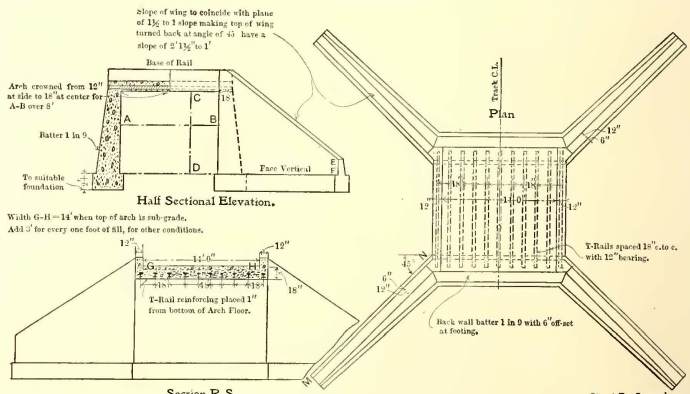 Slope of wing to coincide with plane
of 1½ to 1 slope making top of wing
turned back at angle of 45 have a
slope of 2' 1½" to 1'
Base of Rail
Arch crowned from 12"
at side to 18" at center for
A-B over 8'
Batter 1 in 9
To suitable
foundation
C
18"
A
B
D
E
F
Face Vertical
Half Sectional Elevation.
Width G-H=14' when top of arch is sub-grade.
Add 3' for every one foot of fill, for other conditions.
12"
12"
G
H
18"
18"
18"
18"
T-Rail reinforcing placed 1"
from bottom of Arch Floor.
Section R-S
Track C.L.
Plan
12"
6"
18"
18"
12"
12"
T-Rails spaced 18" c. to c.
with 12" bearing.
45°
N
6"
12"
Back wall batter 1 in 9 with 6" off-set
at footing.
M